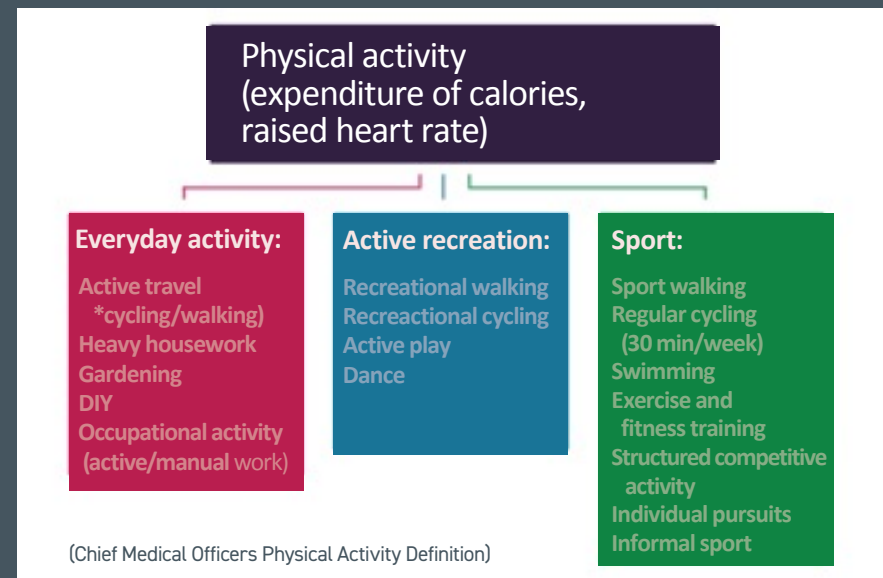 Physical activity
(expenditure of calories,
raised heart rate)
Everyday activity:
Active travel
*cycling/walking)
Heavy housework
Gardening
DIY
Occupational activity
(active/manual work)
Active recreation:
Recreational walking
Recreactional cycling
Active play
Dance
Sport:
Sport walking
Regular cycling
(30 min/week)
Swimming
Exercise and
fitness training
Structured competitive
activity
Individual pursuits
Informal sport
(Chief Medical Officers Physical Activity Definition)